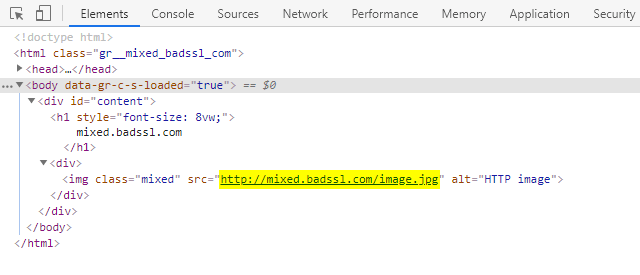 Elements Console Sources Network Performance Memory Application Security
<!doctype html>
<html class="gr__mixed_badssl_com">
<head>…</head>
<body data-gr-c-s-loaded="true"> == $0
<div id="content">
<h1 style="font-size: 8vw;">
mixed.badssl.com
</h1>
<div>
<img class="mixed" src="http://mixed.badssl.com/image.jpg" alt="HTTP image">
</div>
</div>
</body>
</html>